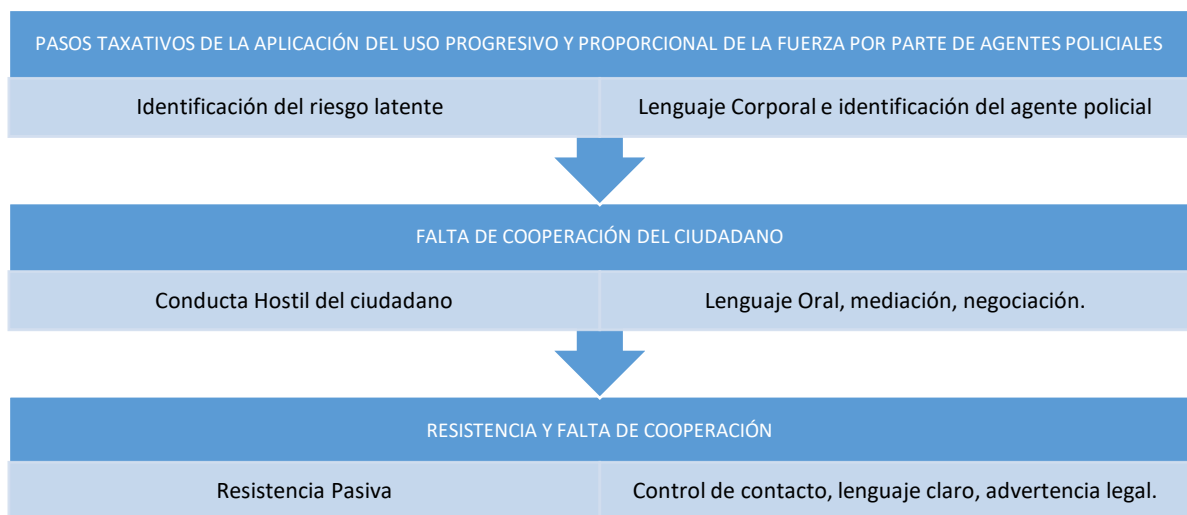 PASOS TAXATIVOS DE LA APLICACIÓN DEL USO PROGRESIVO Y PROPORCIONAL DE LA FUERZA POR PARTE DE AGENTES POLICIALES
Identificación del riesgo latente
Lenguaje Corporal e identificación del agente policial
FALTA DE COOPERACIÓN DEL CIUDADANO
Conducta Hostil del ciudadano
Lenguaje Oral, mediación, negociación.
RESISTENCIA Y FALTA DE COOPERACIÓN
Resistencia Pasiva
Control de contacto, lenguaje claro, advertencia legal.